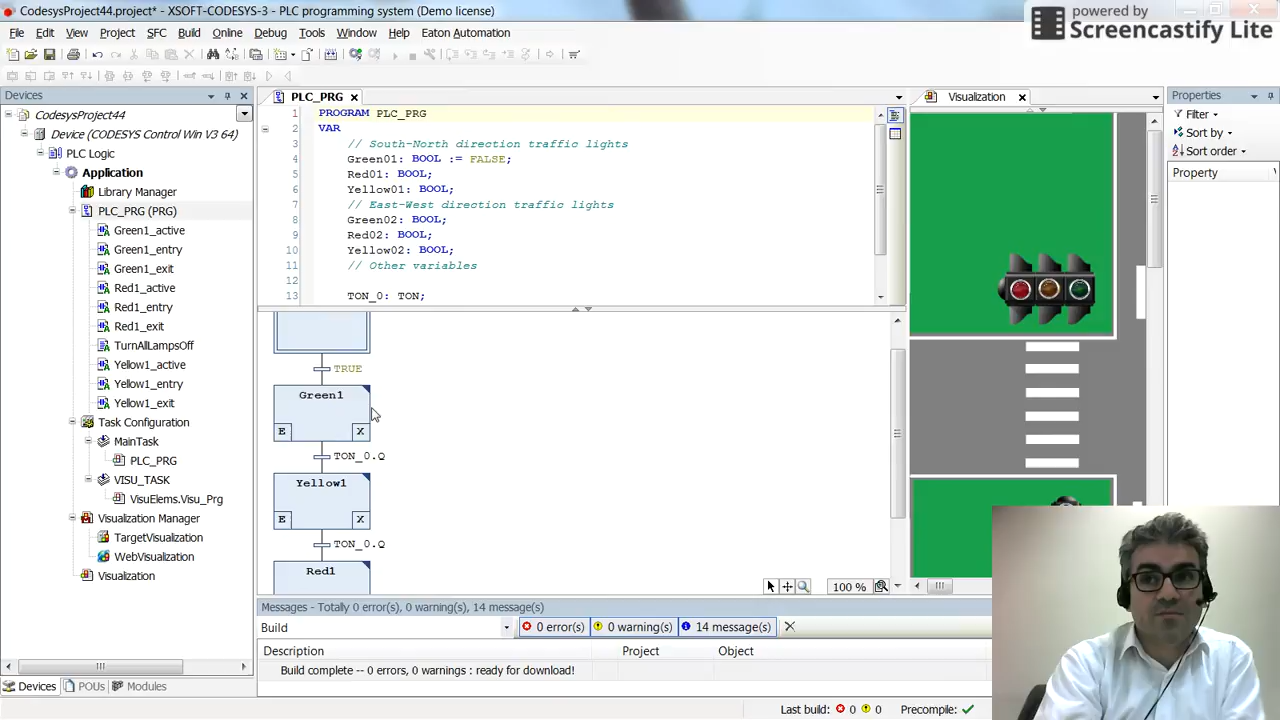 CodesysProject44.project* - XSOFT-CODESYS-3 - PLC programming system (Demo license)
powered by
Screencastify Lite
File Edit View Project SFC Build Online Debug Tools Window Help Eaton Automation
Devices
CodesysProject44
Device (CODESYS Control Win V3 64)
PLC Logic
Application
Library Manager
PLC_PRG (PRG)
Green1_active
Green1_entry
Green1_exit
Red1_active
Red1_entry
Red1_exit
TurnAllLampsOff
Yellow1_active
Yellow1_entry
Yellow1_exit
Task Configuration
MainTask
PLC_PRG
VISU_TASK
VisuElems.Visu_Prg
Visualization Manager
TargetVisualization
WebVisualization
Visualization
Devices POUs Modules
PLC_PRG
1 PROGRAM PLC_PRG
2 VAR
3 // South-North direction traffic lights
4 Green01: BOOL := FALSE;
5 Red01: BOOL;
6 Yellow01: BOOL;
7 // East-West direction traffic lights
8 Green02: BOOL;
9 Red02: BOOL;
10 Yellow02: BOOL;
11 // Other variables
12
13 TON_0: TON;
TRUE
Green1
E X
TON_0.Q
Yellow1
E X
TON_0.Q
Red1
100 %
Visualization
Properties
Filter
Sort by
Sort order
Property
V
Messages - Totally 0 error(s), 0 warning(s), 14 message(s)
Build 0 error(s) 0 warning(s) 14 message(s)
Description Project Object
Build complete -- 0 errors, 0 warnings : ready for download!
Last build: 0 0 Precompile: